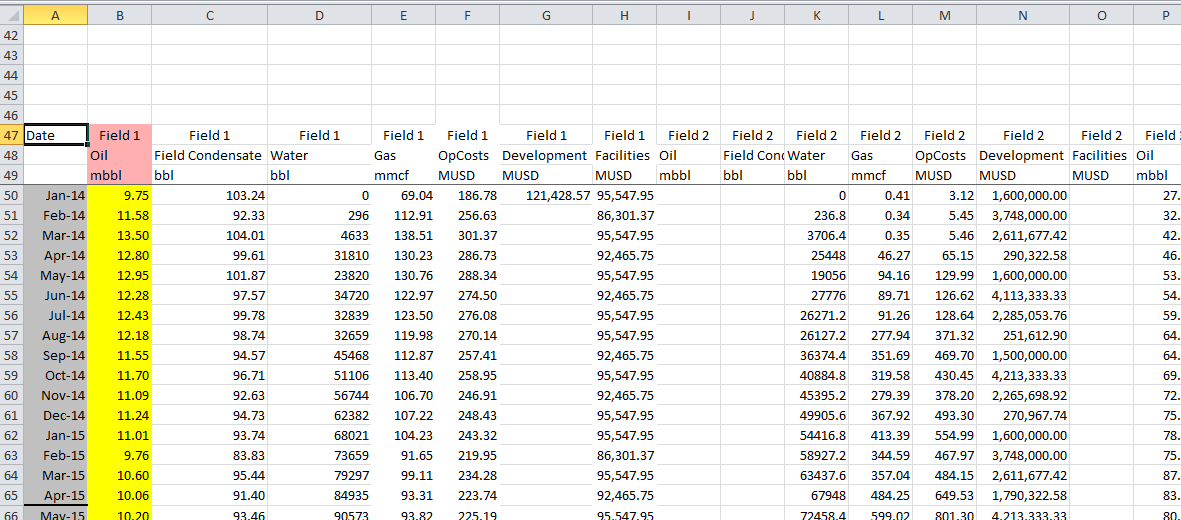 A B C D E F G H I J K L M N O P
42
43
44
45
46
47 Date Field 1 Field 1 Field 1 Field 1 Field 1 Field 1 Field 1 Field 2 Field 2 Field 2 Field 2 Field 2 Field 2 Field 2 Field
48 Oil Field Condensate Water Gas OpCosts Development Facilities Oil Field Con Water Gas OpCosts Development Facilities Oil
49 mbbl bbl bbl mmcf MUSD MUSD MUSD mbbl bbl bbl mmcf MUSD MUSD MUSD mbbl
50 Jan-14 9.75 103.24 0 69.04 186.78 121,428.57 95,547.95 0 0.41 3.12 1,600,000.00 27.
51 Feb-14 11.58 92.33 296 112.91 256.63 86,301.37 236.8 0.34 5.45 3,748,000.00 32.
52 Mar-14 13.50 104.01 4633 138.51 301.37 95,547.95 3706.4 0.35 5.46 2,611,677.42 42.
53 Apr-14 12.80 99.61 31810 130.23 286.73 92,465.75 25448 46.27 65.15 290,322.58 46.
54 May-14 12.95 101.87 23820 130.76 288.34 95,547.95 19056 94.16 129.99 1,600,000.00 53.
55 Jun-14 12.28 97.57 34720 122.97 274.50 92,465.75 27776 89.71 126.62 4,113,333.33 54.
56 Jul-14 12.43 99.78 32839 123.50 276.08 95,547.95 26271.2 91.26 128.64 2,285,053.76 59.
57 Aug-14 12.18 98.74 32659 119.98 270.14 95,547.95 26127.2 277.94 371.32 251,612.90 64.
58 Sep-14 11.55 94.57 45468 112.87 257.41 92,465.75 36374.4 351.69 469.70 1,500,000.00 64.
59 Oct-14 11.70 96.71 51106 113.40 258.95 95,547.95 40884.8 319.58 430.45 4,213,333.33 69.
60 Nov-14 11.09 92.63 56744 106.70 246.91 92,465.75 45395.2 279.39 378.20 2,265,698.92 72.
61 Dec-14 11.24 94.73 62382 107.22 248.43 95,547.95 49905.6 367.92 493.30 270,967.74 75.
62 Jan-15 11.01 93.74 68021 104.23 243.32 95,547.95 54416.8 413.39 554.99 1,600,000.00 78.
63 Feb-15 9.76 83.83 73659 91.65 219.95 86,301.37 58927.2 344.59 467.97 3,748,000.00 75.
64 Mar-15 10.60 95.44 79297 99.11 234.28 95,547.95 63437.6 357.04 484.15 2,611,677.42 87.
65 Apr-15 10.06 91.40 84935 93.31 223.74 92,465.75 67948 484.25 649.53 1,790,322.58 83.
66 May-15 10.20 93.46 90573 93.82 225.19 95,547.95 72458.4 599.02 801.30 4,213,333.33 80.